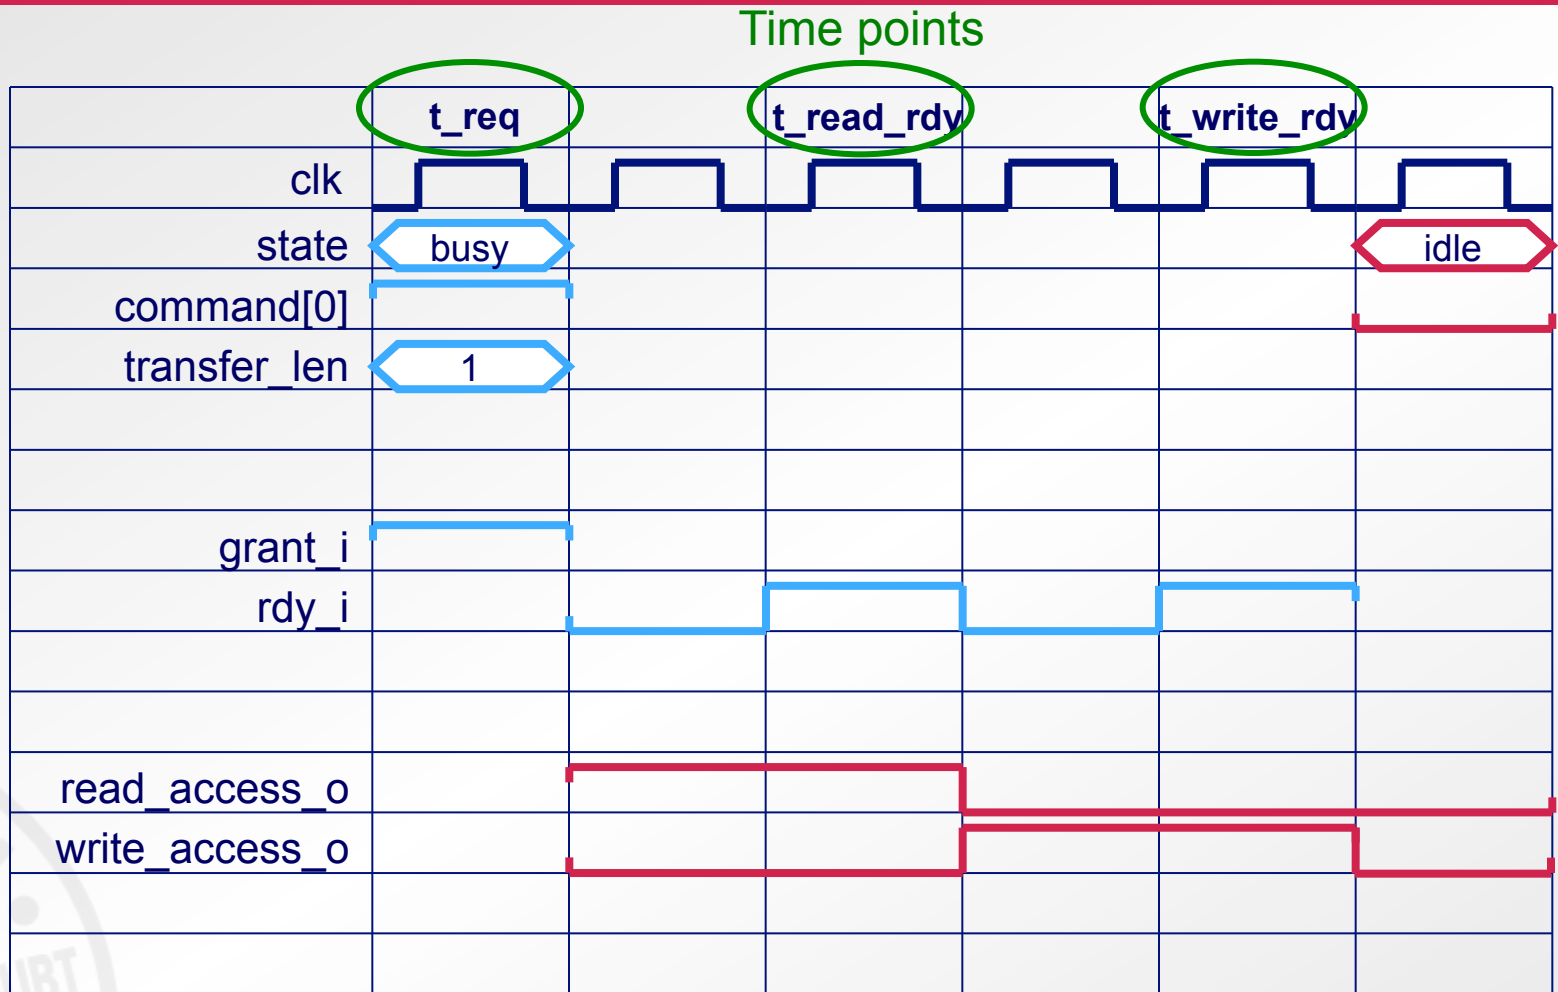 Time points
t_req t_read_rdy t_write_rdy
clk
state busy idle
command[0]
transfer_len 1
grant_i
rdy_i
read_access_o
write_access_o